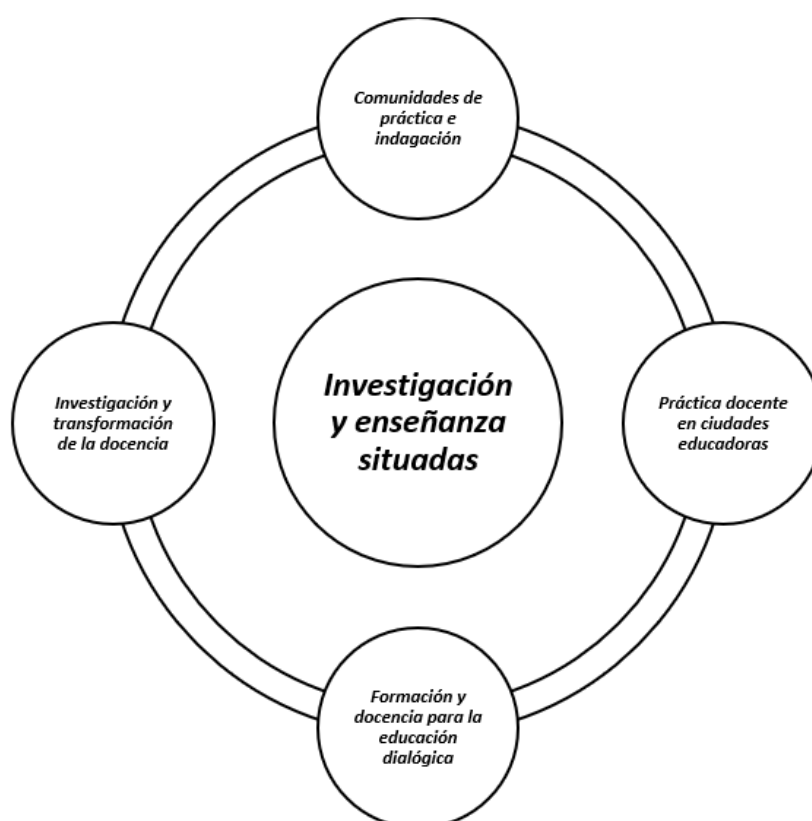 Comunidades de
práctica e
indagación
Investigación
y enseñanza
situadas
Investigación y
transformación
de la docencia
Práctica docente
en ciudades
educadoras
Formación y
docencia para la
educación
dialógica